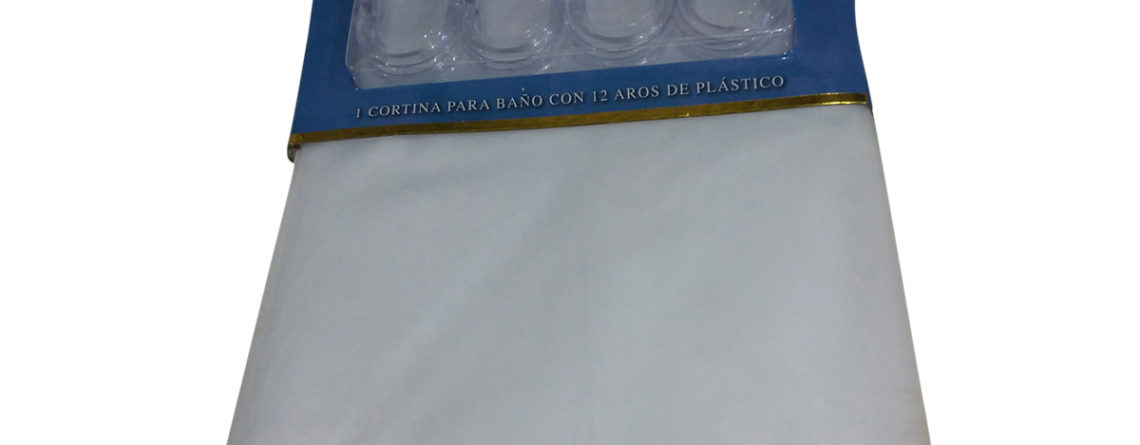 1 CORTINA PARA BAÑO CON 12 AROS DE PLÁSTICO